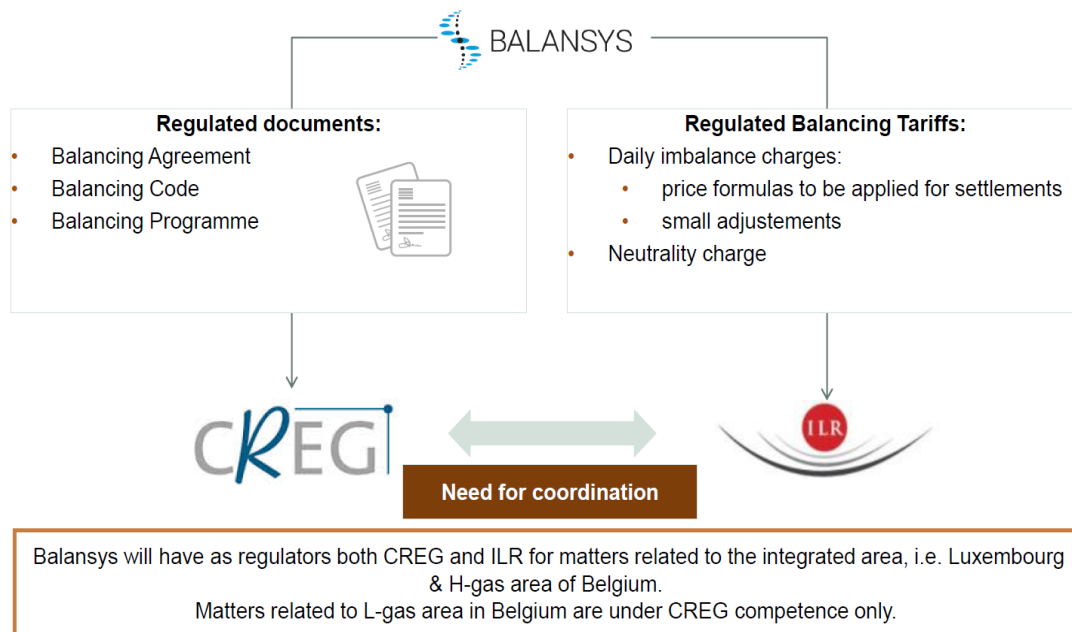 BALANSYS
Regulated documents:
• Balancing Agreement
• Balancing Code
• Balancing Programme
Regulated Balancing Tariffs:
• Daily imbalance charges:
• price formulas to be applied for settlements
• small adjustements
• Neutrality charge
CREG
ILR
Need for coordination
Balansys will have as regulators both CREG and ILR for matters related to the integrated area, i.e. Luxembourg
& H-gas area of Belgium.
Matters related to L-gas area in Belgium are under CREG competence only.